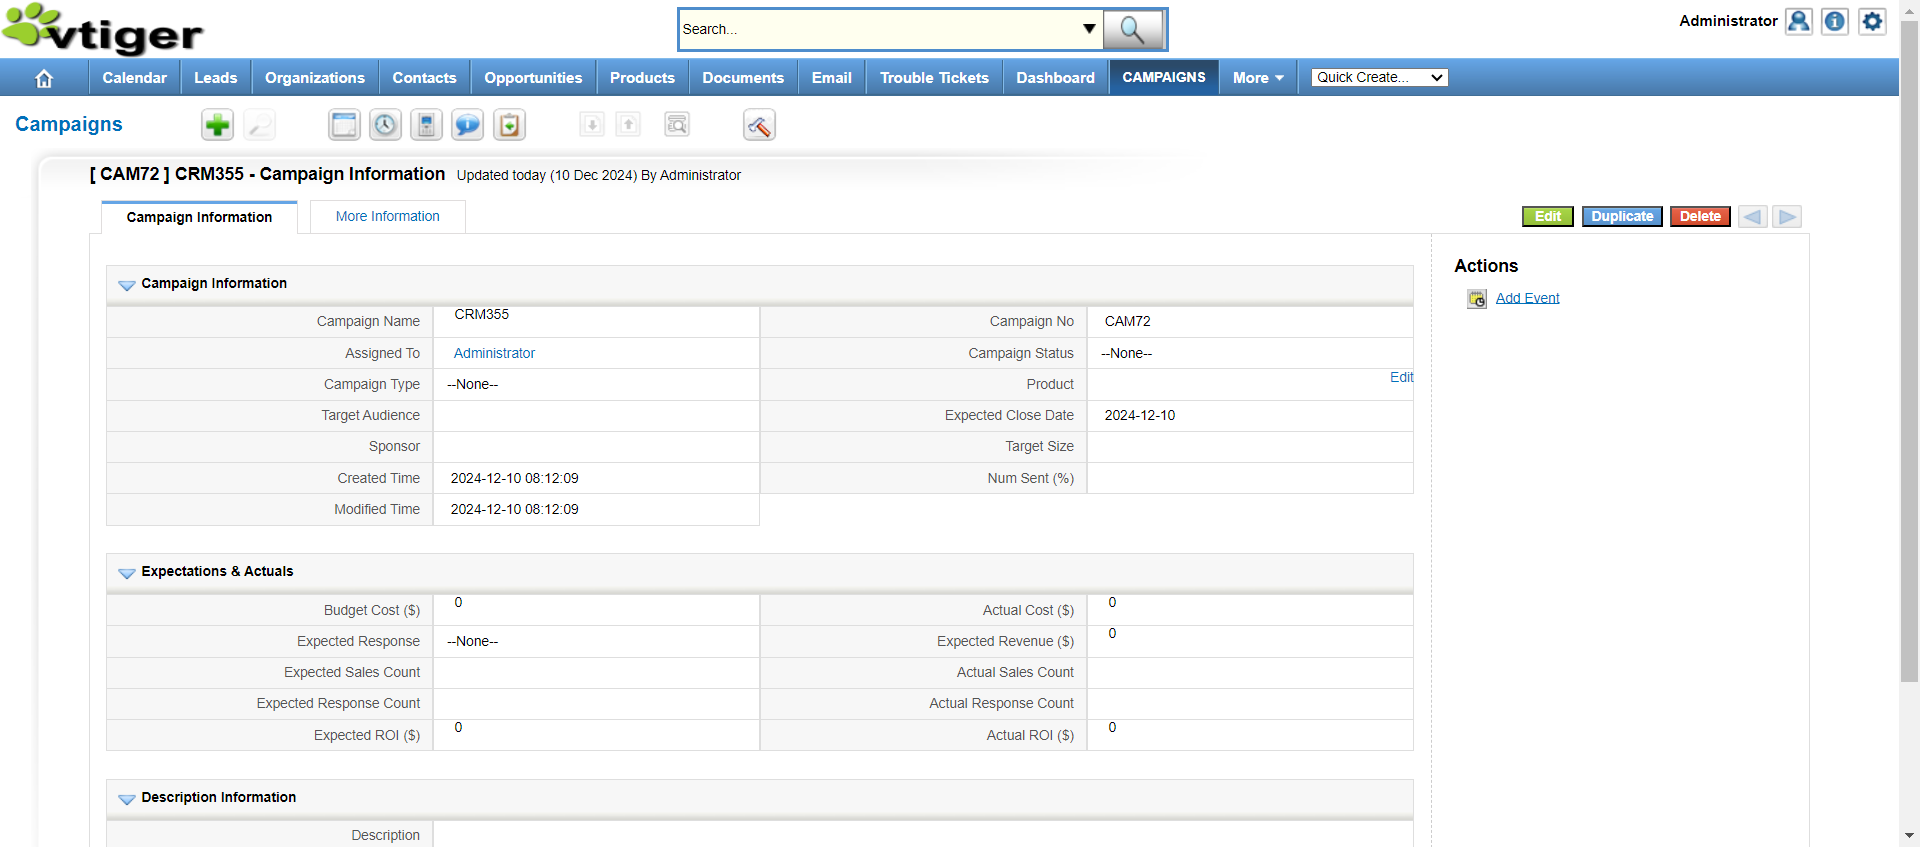 vtiger
Search...
Administrator
Calendar Leads Organizations Contacts Opportunities Products Documents Email Trouble Tickets Dashboard CAMPAIGNS More Quick Create...
Campaigns
[ CAM72 ] CRM355 - Campaign Information Updated today (10 Dec 2024) By Administrator
Campaign Information More Information
Edit Duplicate Delete
Campaign Information
Campaign Name CRM355 Campaign No CAM72
Assigned To Administrator Campaign Status --None--
Campaign Type --None-- Product Edit
Target Audience Expected Close Date 2024-12-10
Sponsor Target Size
Created Time 2024-12-10 08:12:09 Num Sent (%)
Modified Time 2024-12-10 08:12:09
Expectations & Actuals
Budget Cost ($) 0 Actual Cost ($) 0
Expected Response --None-- Expected Revenue ($) 0
Expected Sales Count Actual Sales Count
Expected Response Count Actual Response Count
Expected ROI ($) 0 Actual ROI ($) 0
Description Information
Description
Actions
Add Event